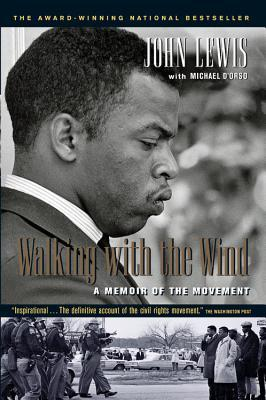 THE AWARD-WINNING NATIONAL BESTSELLER
JOHN LEWIS
with MICHAEL D'ORSO
Walking with the Wind
A MEMOIR OF THE MOVEMENT
"Inspirational . . . The definitive account of the civil rights movement." THE WASHINGTON POST